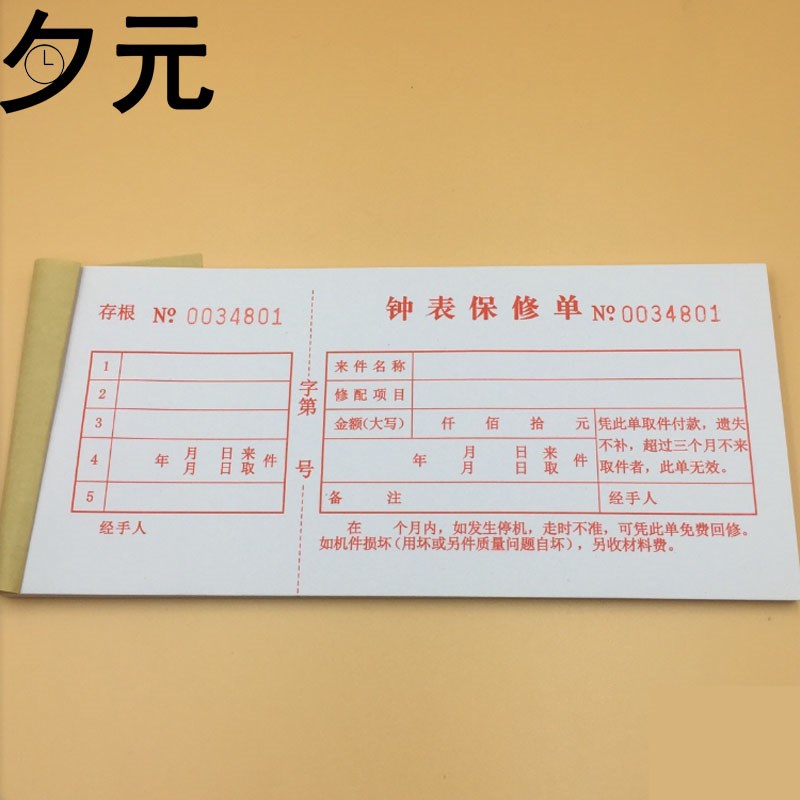 夕元
存根 № 0034801
1
2
3
4 年 月 日来 件
月 日取
5
经手人
字第
号
钟表保修单 № 0034801
来件名称
修配项目
金额(大写) 仟 佰 拾 元
年 月 日来 件
月 日取
凭此单取件付款，遗失
不补，超过三个月不来
取件者，此单无效。
备 注 经手人
在 个月内，如发生停机，走时不准，可凭此单免费回修。
如机件损坏（用坏或另件质量问题自坏），另收材料费。